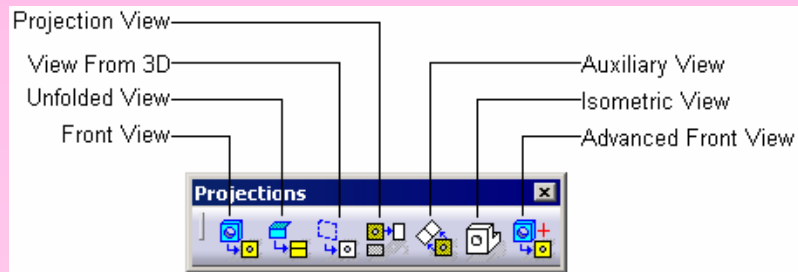 Projection View
View From 3D
Unfolded View
Front View
Auxiliary View
Isometric View
Advanced Front View
Projections